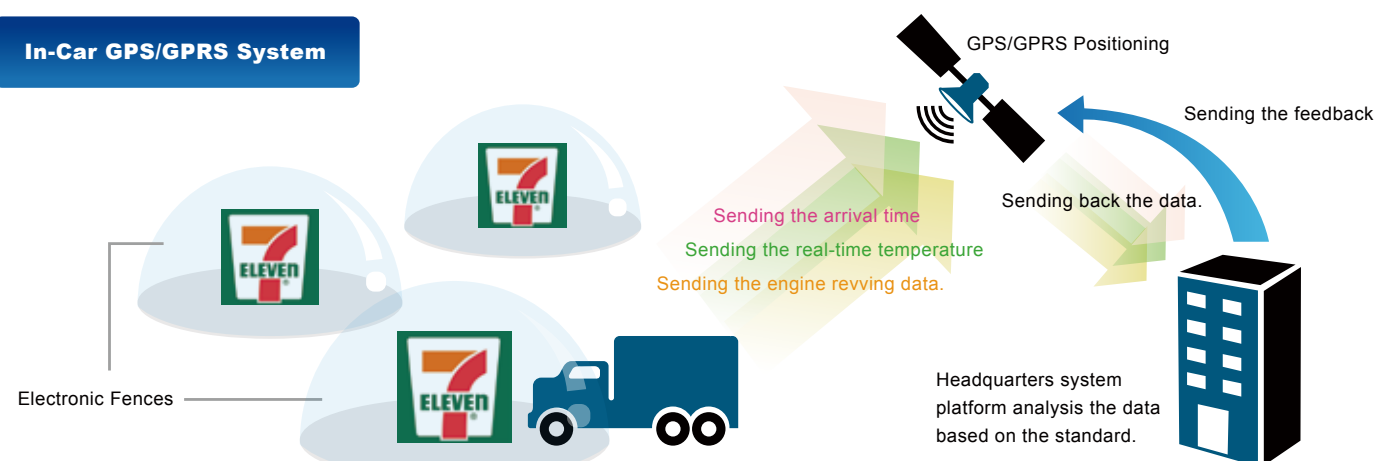 In-Car GPS/GPRS System
GPS/GPRS Positioning
Sending the feedback
7
ELEVEN
®
7
ELEVEN
®
7
ELEVEN
®
Sending the arrival time
Sending the real-time temperature
Sending the engine revving data.
Sending back the data.
Electronic Fences
Headquarters system
platform analysis the data
based on the standard.